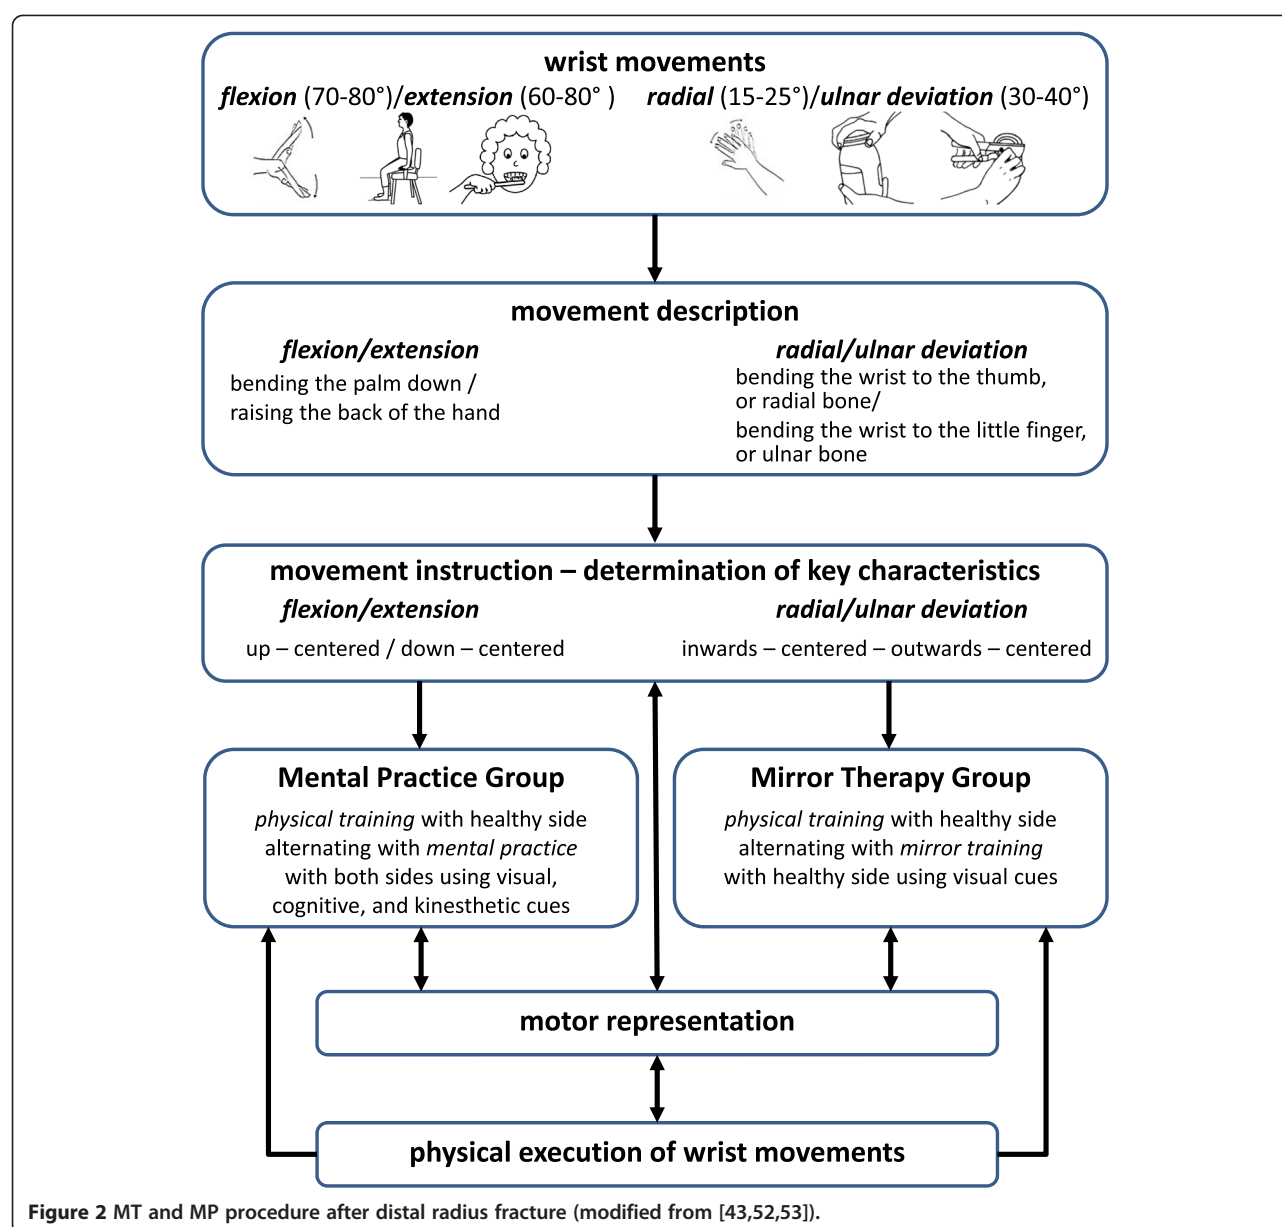 wrist movements
flexion (70-80°)/extension (60-80° ) radial (15-25°)/ulnar deviation (30-40°)
movement description
flexion/extension
bending the palm down /
raising the back of the hand
radial/ulnar deviation
bending the wrist to the thumb,
or radial bone/
bending the wrist to the little finger,
or ulnar bone
movement instruction – determination of key characteristics
flexion/extension
up – centered / down – centered
radial/ulnar deviation
inwards – centered – outwards – centered
Mental Practice Group
physical training with healthy side
alternating with mental practice
with both sides using visual,
cognitive, and kinesthetic cues
Mirror Therapy Group
physical training with healthy side
alternating with mirror training
with healthy side using visual cues
motor representation
physical execution of wrist movements
Figure 2 MT and MP procedure after distal radius fracture (modified from [43,52,53]).